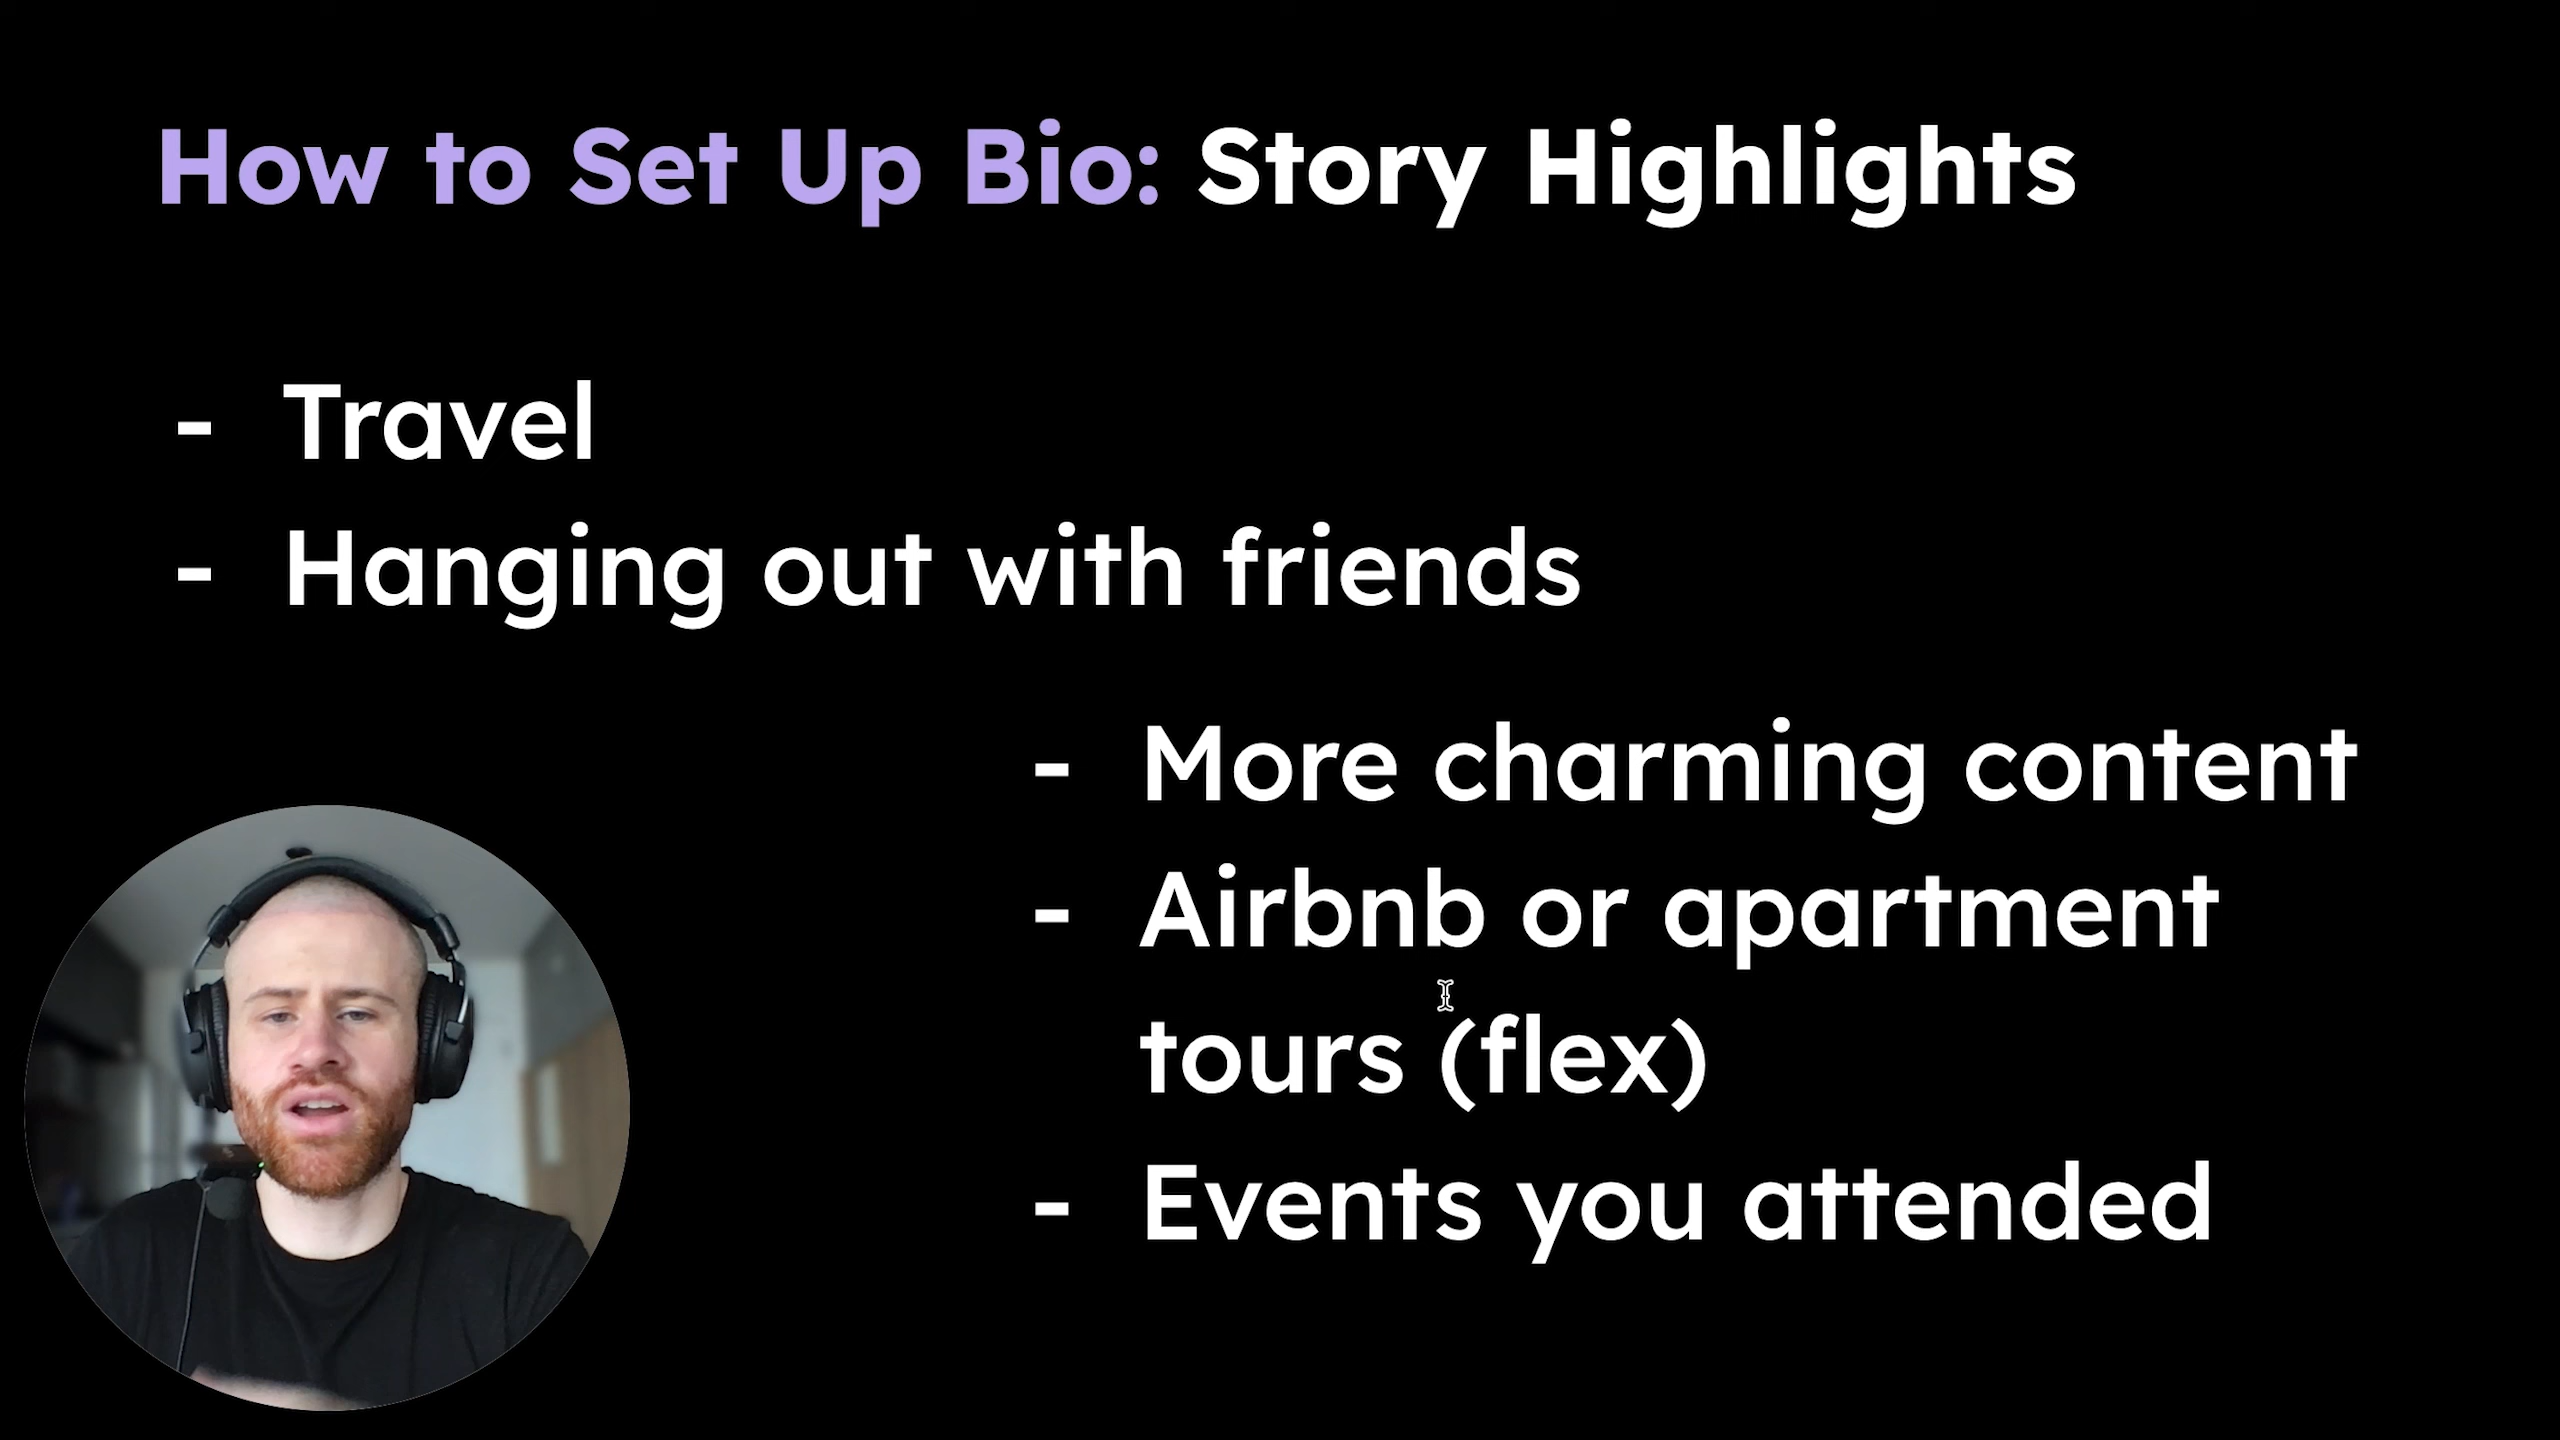 How to Set Up Bio: Story Highlights
- Travel
- Hanging out with friends
- More charming content
- Airbnb or apartment
tours (flex)
- Events you attended